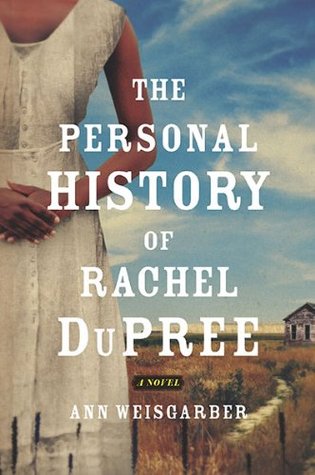 THE
PERSONAL
HISTORY
OF
RACHEL
DUPREE
A NOVEL
ANN WEISGARBER